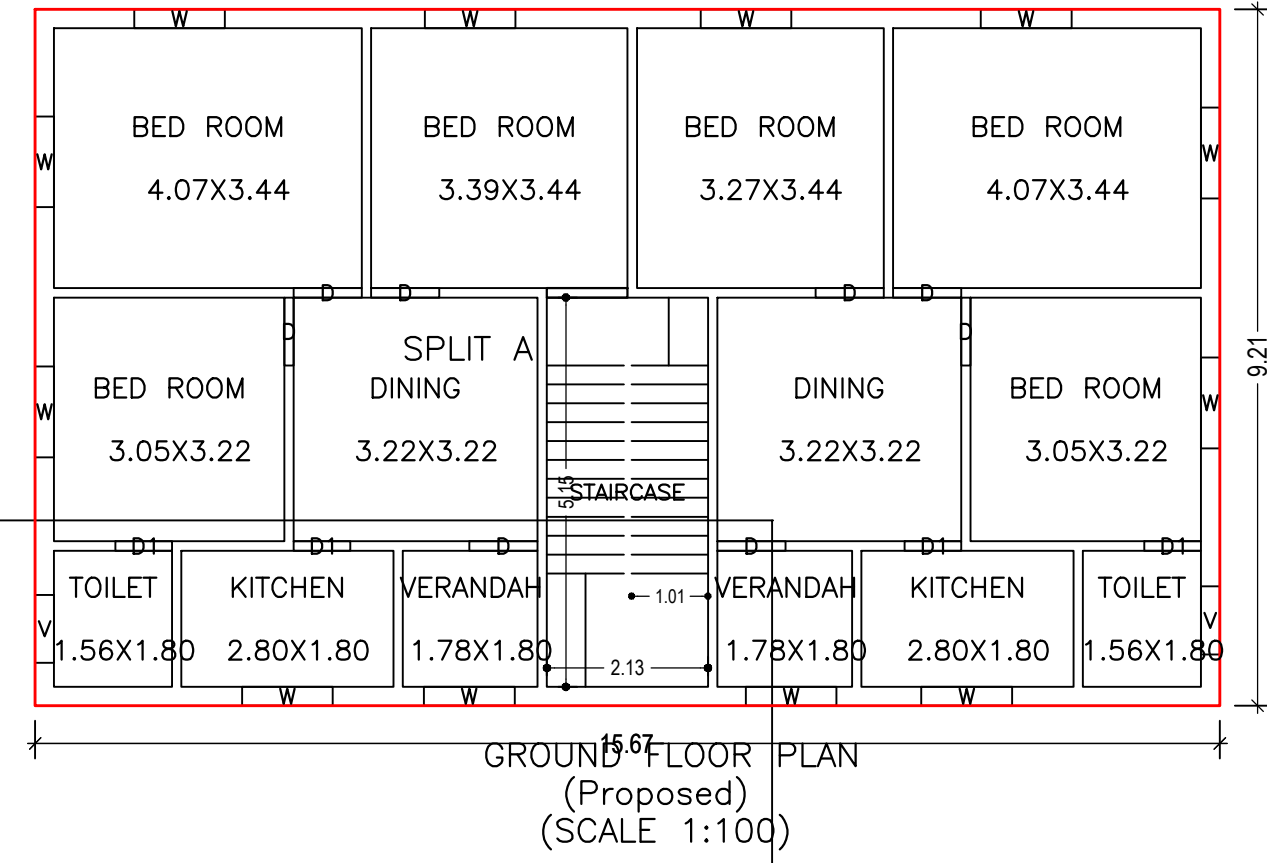 W W W W
BED ROOM BED ROOM BED ROOM BED ROOM
W W
4.07X3.44 3.39X3.44 3.27X3.44 4.07X3.44
D D D D
D D
SPLIT A
9.21
BED ROOM DINING DINING BED ROOM
W W
3.05X3.22 3.22X3.22 3.22X3.22 3.05X3.22
5.15
STAIRCASE
D1 D1 D D D1 D1
TOILET KITCHEN VERANDAH VERANDAH KITCHEN TOILET
1.01
V V
1.56X1.80 2.80X1.80 1.78X1.80 1.78X1.80 2.80X1.80 1.56X1.80
2.13
W W W W
15.67
GROUND FLOOR PLAN
(Proposed)
(SCALE 1:100)